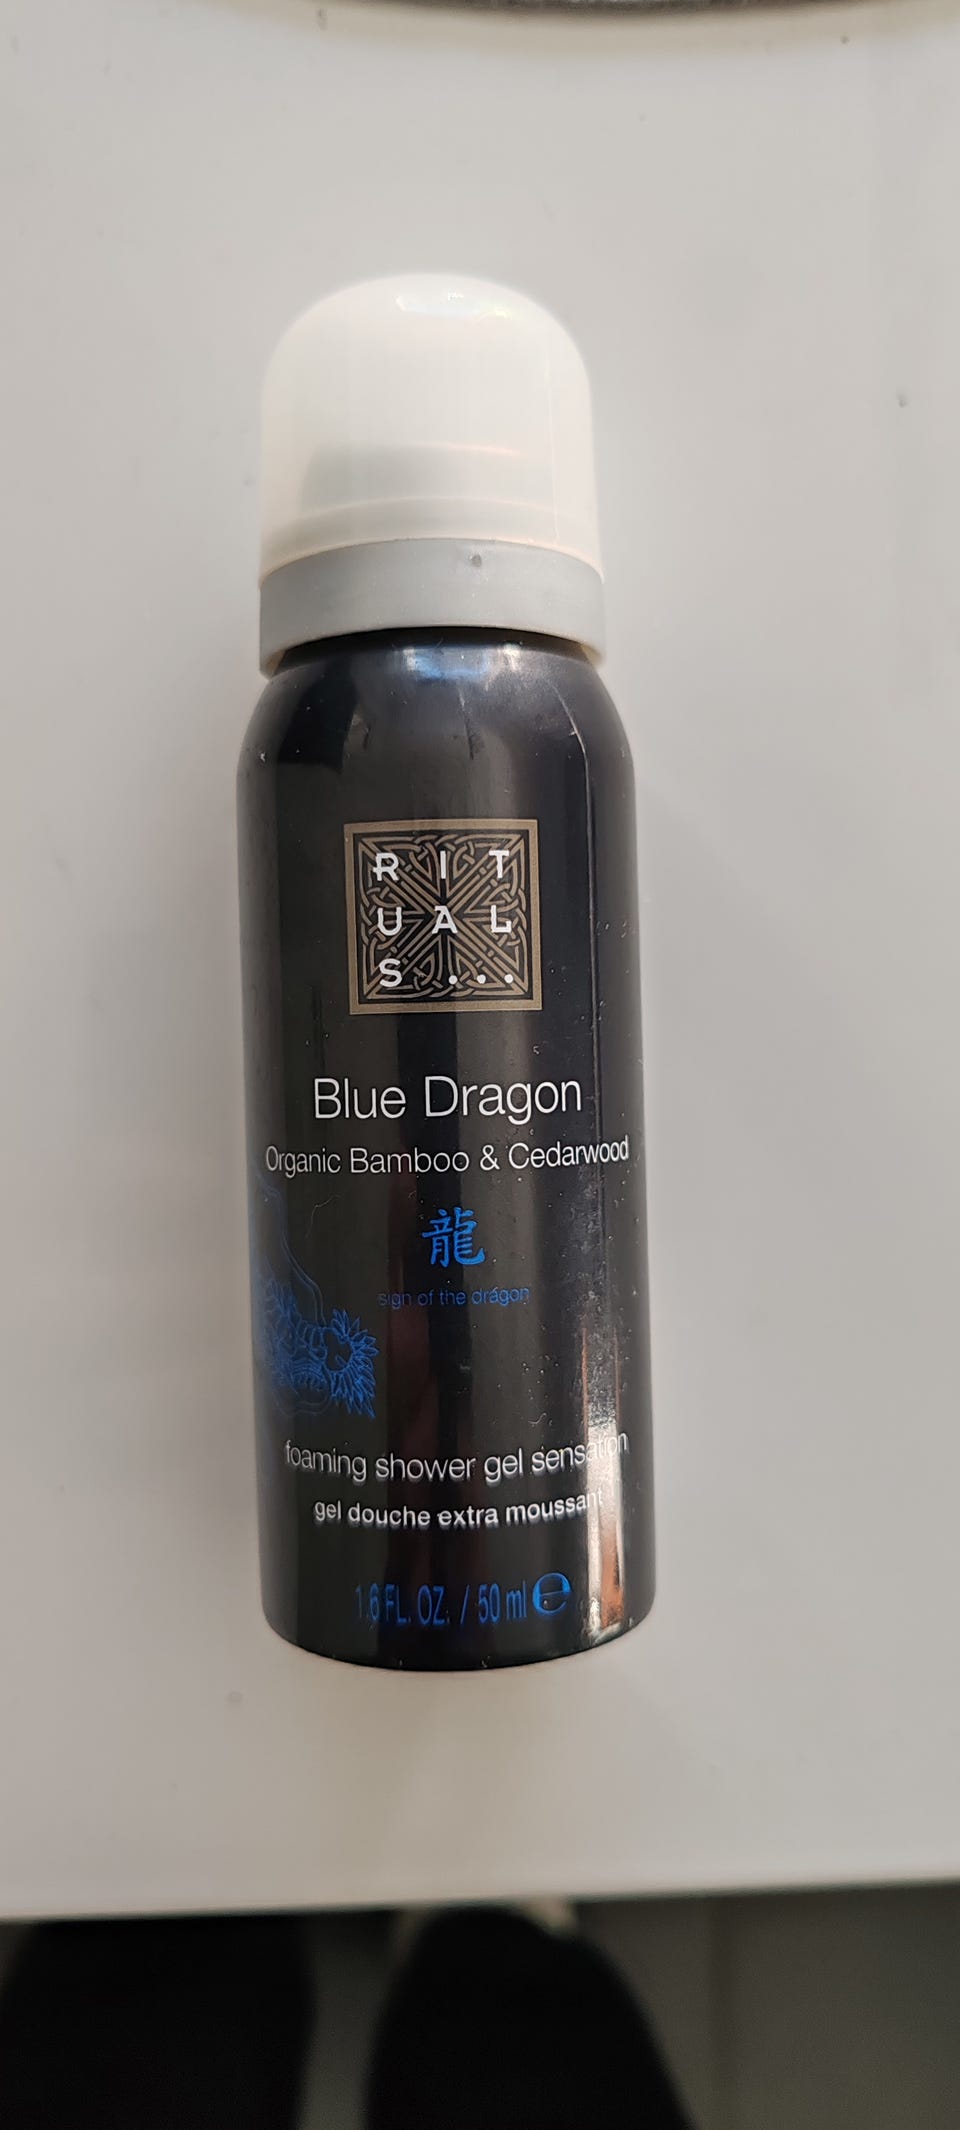 RIT
UAL
S...
Blue Dragon
Organic Bamboo & Cedarwood
龍
sign of the dragon
foaming shower gel sensation
gel douche extra moussant
1.6 FL. OZ. / 50 ml ℮